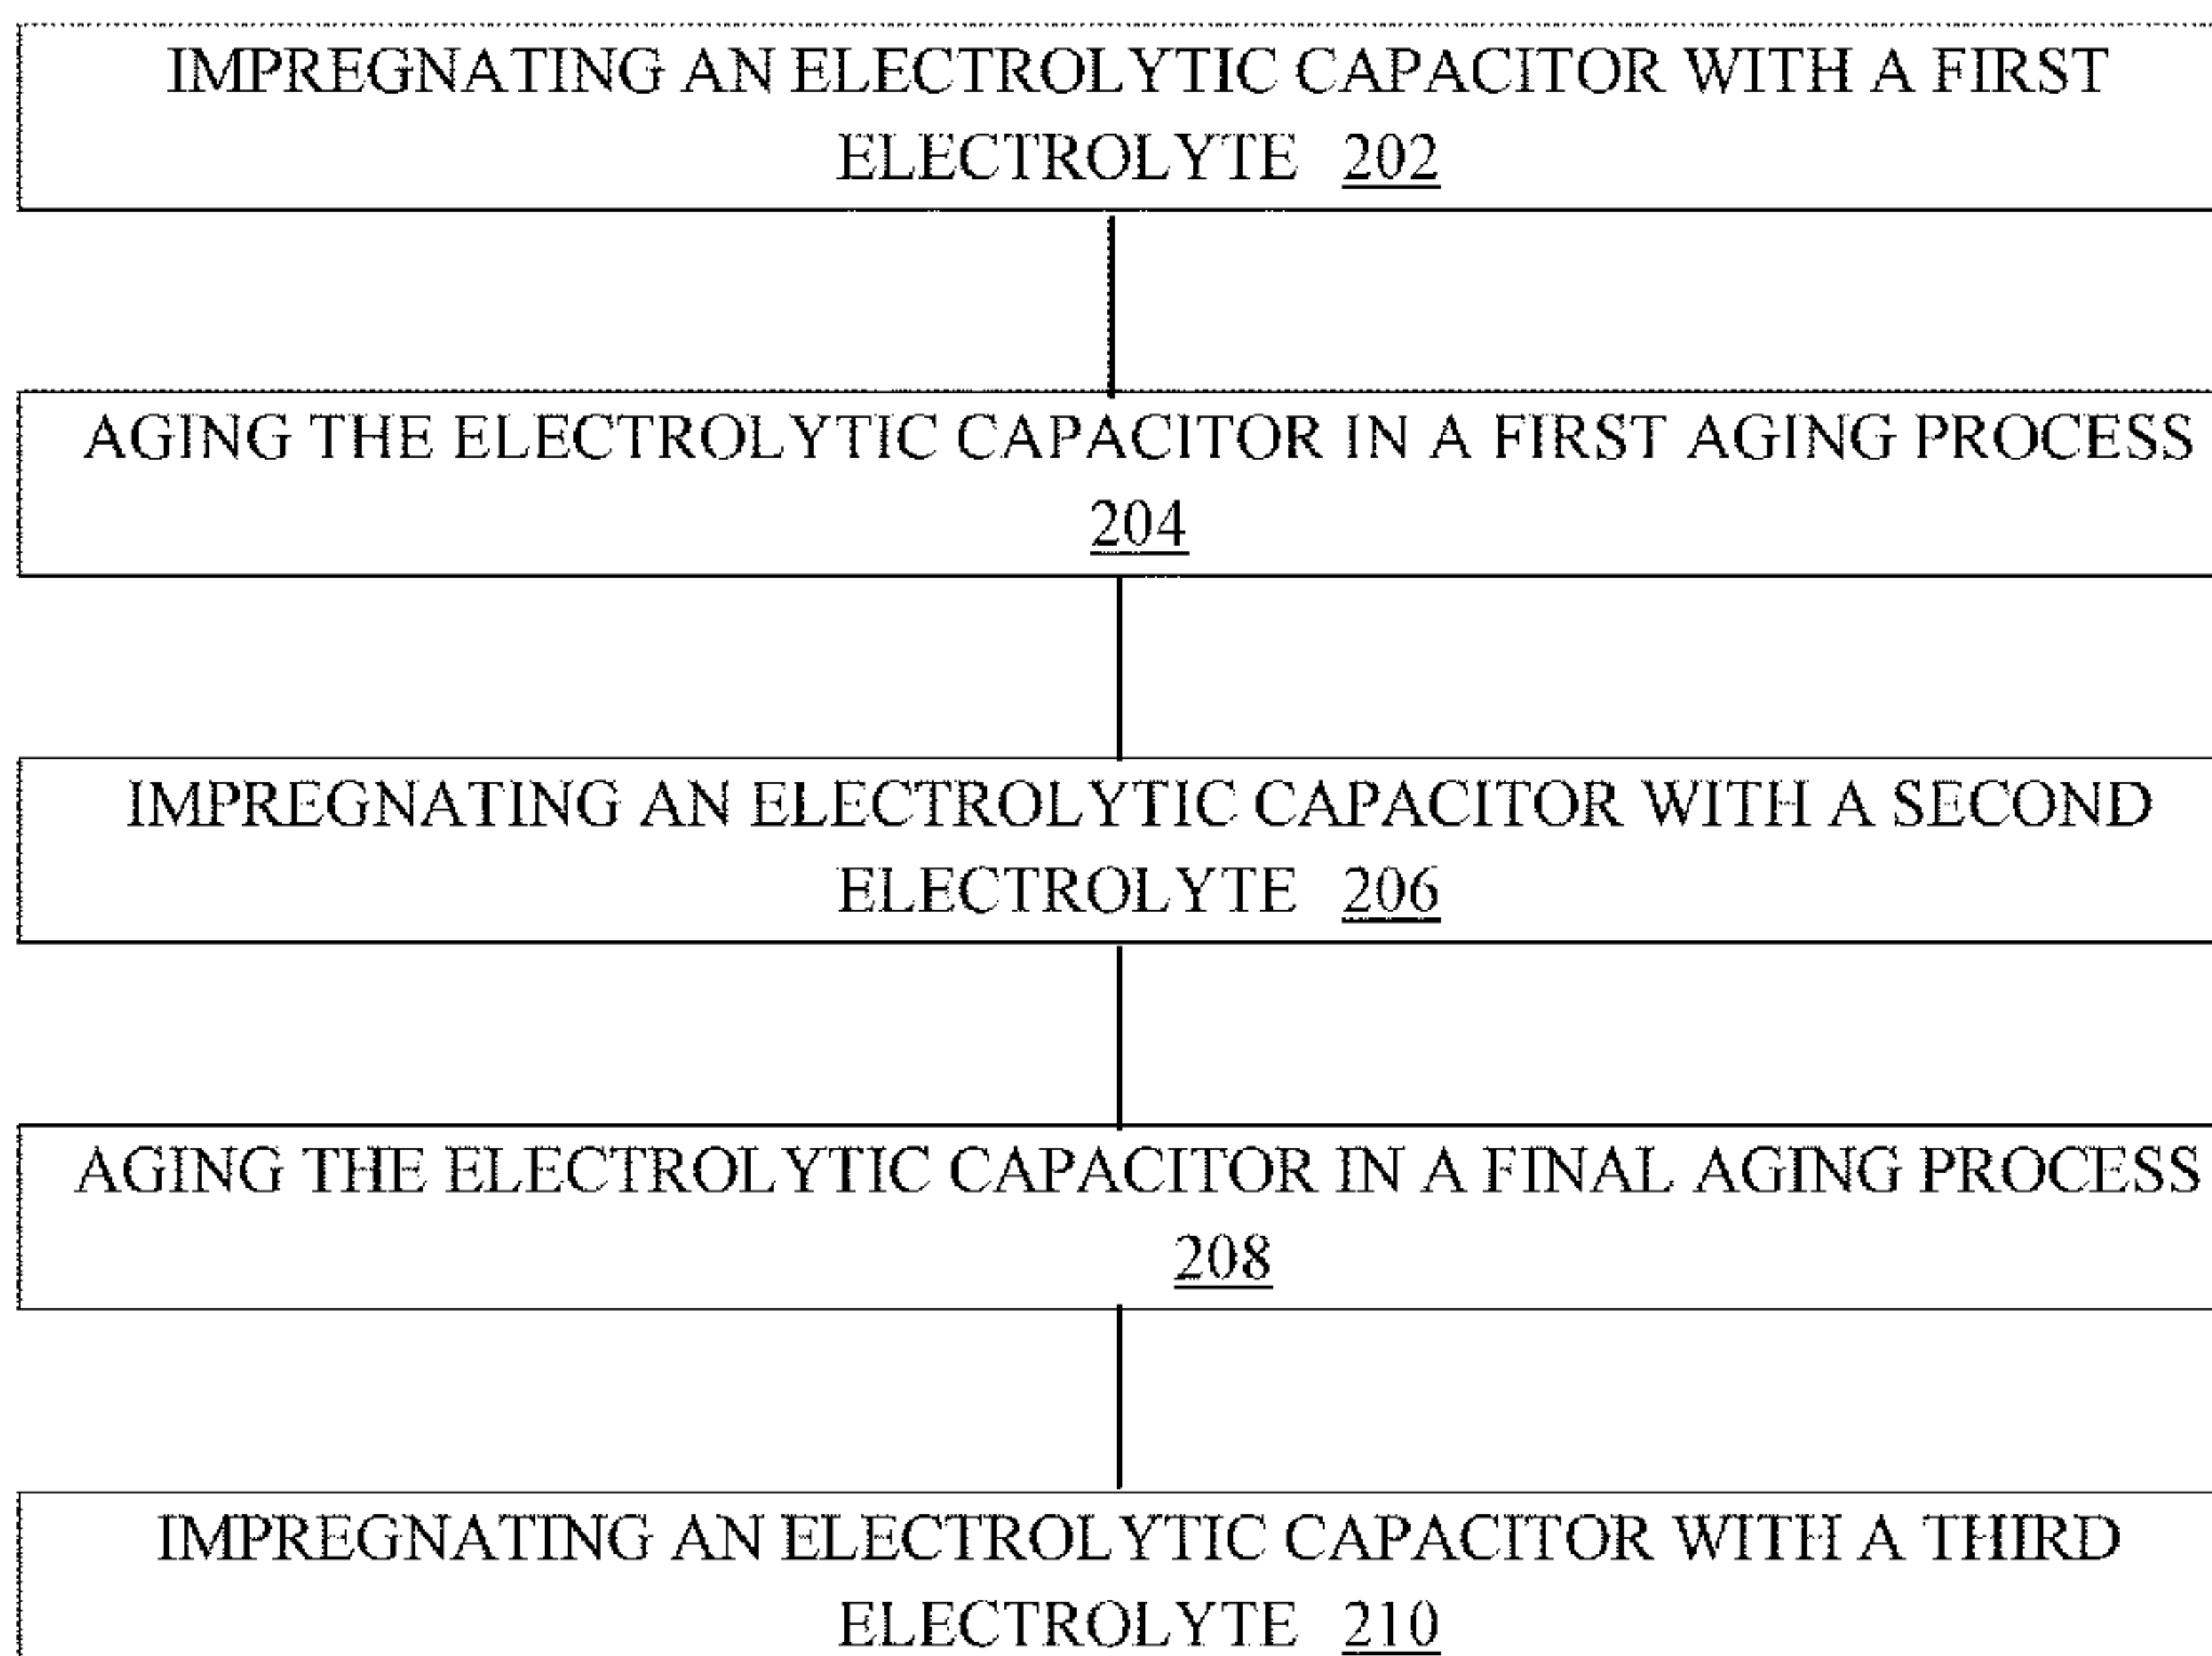 IMPREGNATING AN ELECTROLYTIC CAPACITOR WITH A FIRST
ELECTROLYTE 202
AGING THE ELECTROLYTIC CAPACITOR IN A FIRST AGING PROCESS
204
IMPREGNATING AN ELECTROLYTIC CAPACITOR WITH A SECOND
ELECTROLYTE 206
AGING THE ELECTROLYTIC CAPACITOR IN A FINAL AGING PROCESS
208
IMPREGNATING AN ELECTROLYTIC CAPACITOR WITH A THIRD
ELECTROLYTE 210